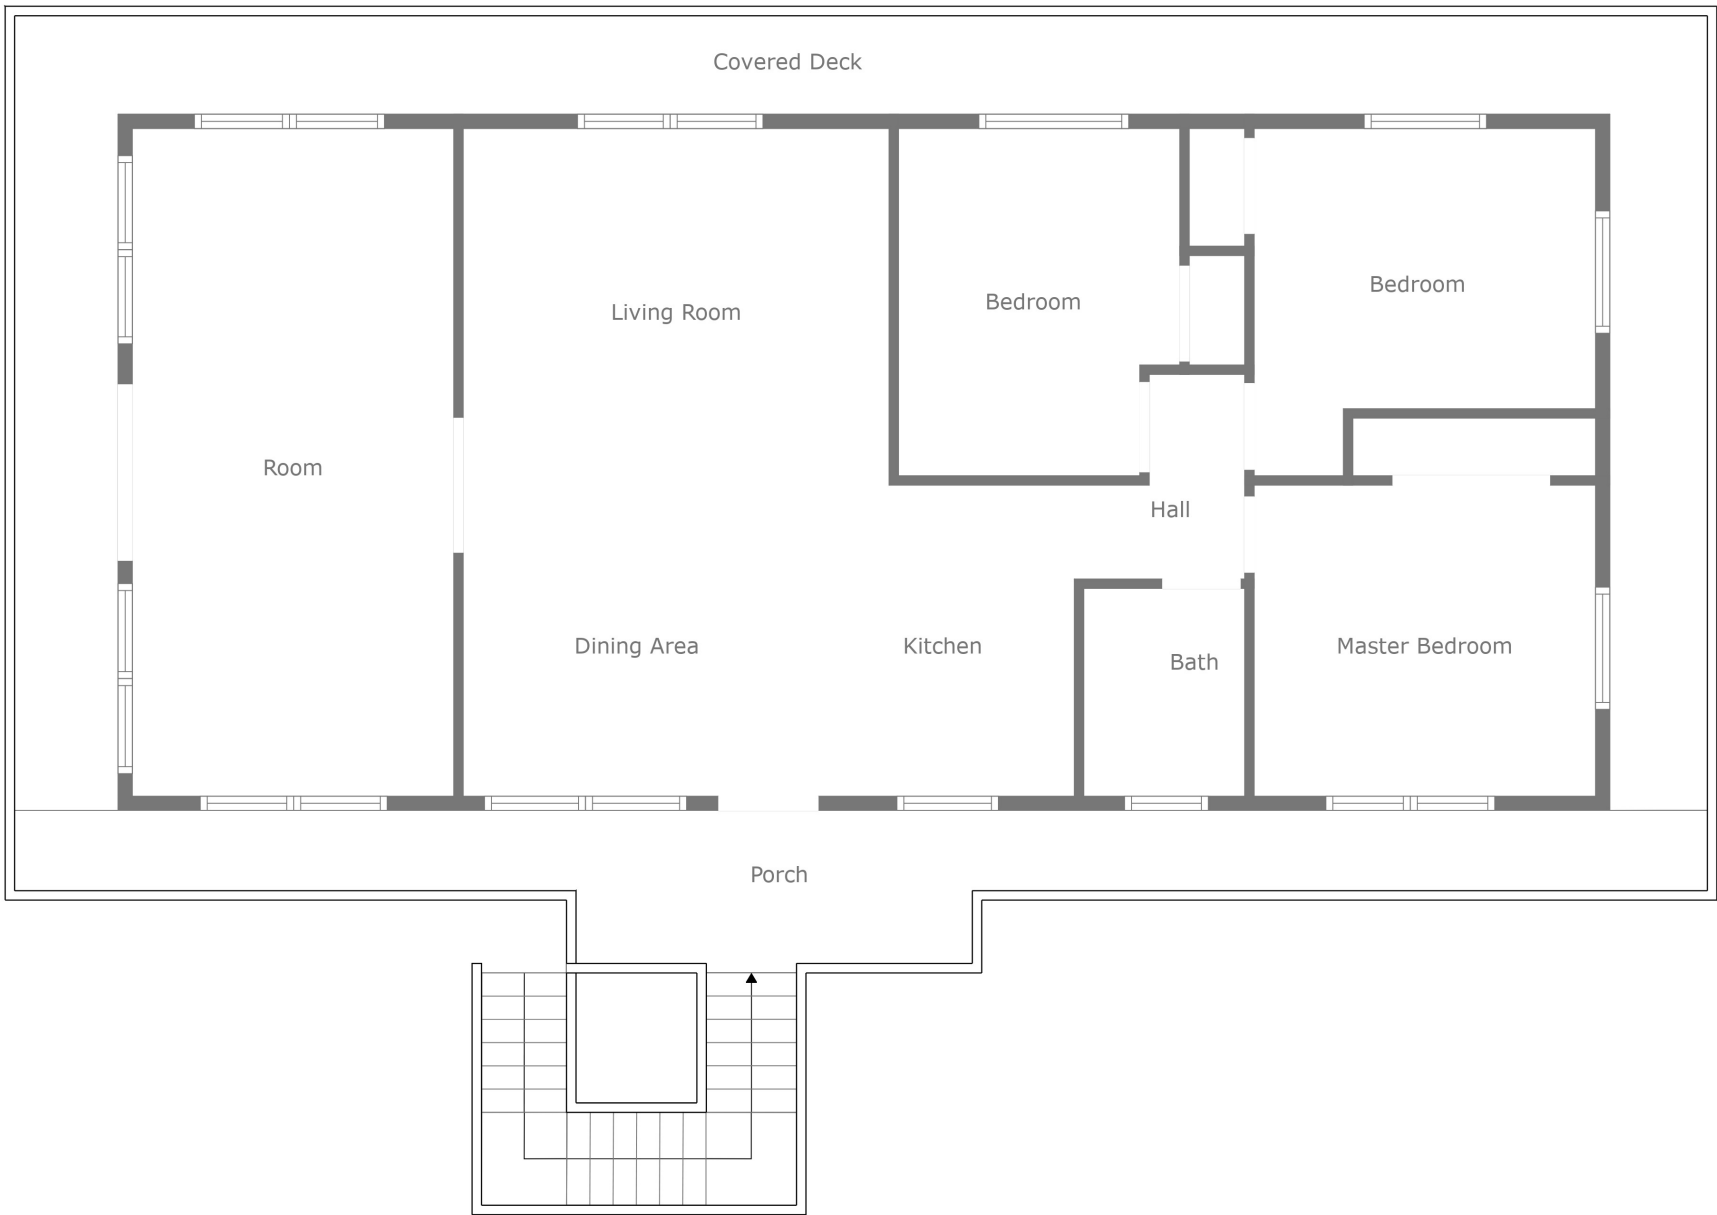 Covered Deck
Bedroom
Bedroom
Living Room
Room
Hall
Dining Area
Kitchen
Bath
Master Bedroom
Porch